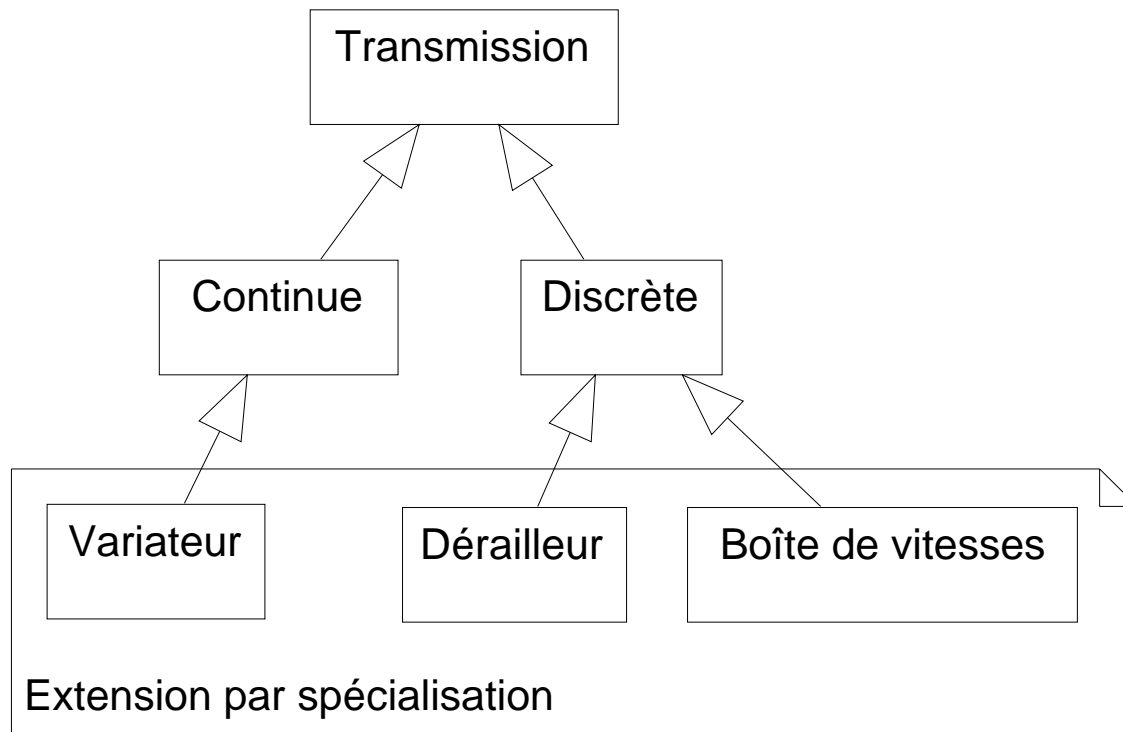 Transmission
Continue
Discrète
Variateur
Dérailleur
Boîte de vitesses
Extension par spécialisation